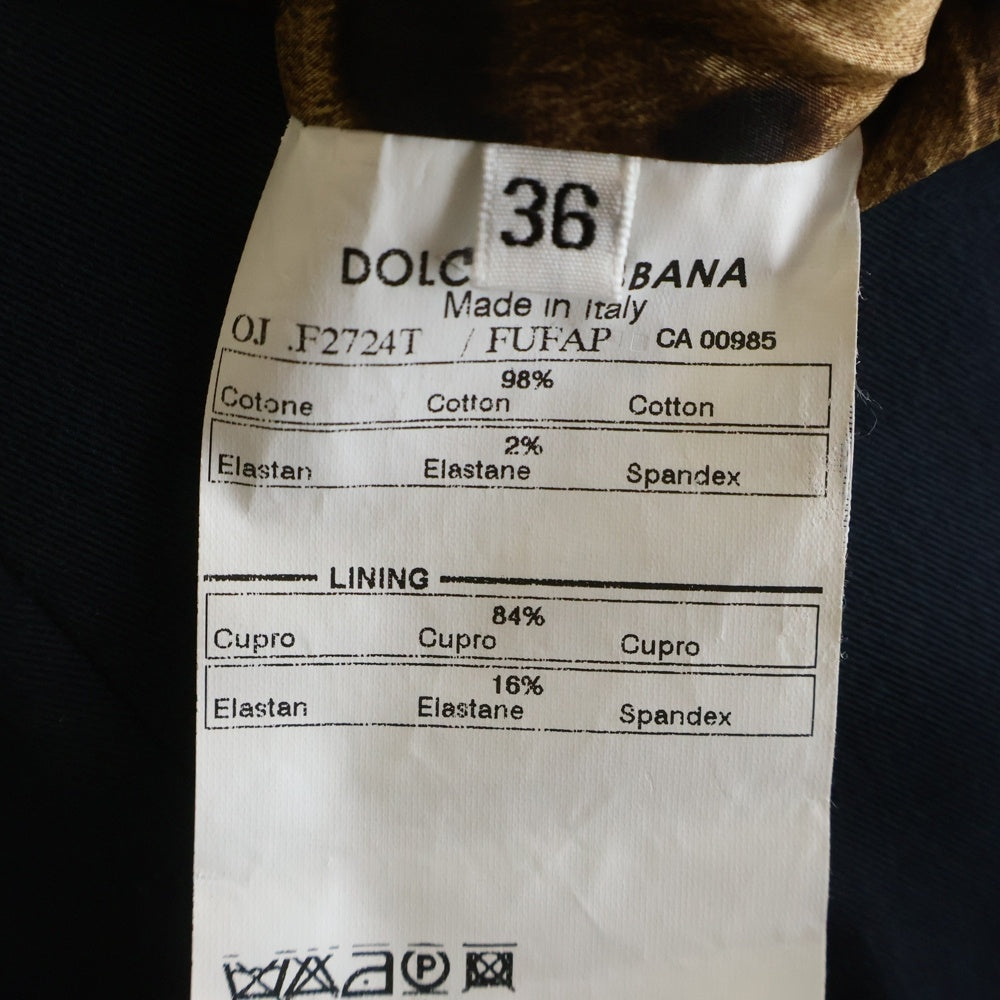 36
DOLC BBANA
Made in Italy
OJ .F2724T / FUFAP CA 00985
98%
Cotone Cotton Cotton
2%
Elastan Elastane Spandex
LINING
84%
Cupro Cupro Cupro
16%
Elastan Elastane Spandex
P